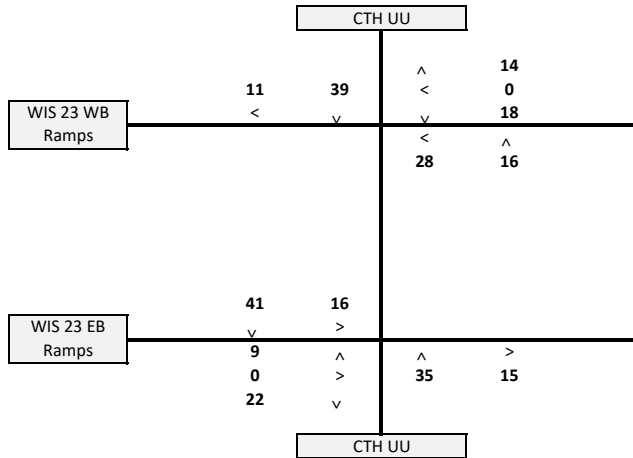 CTH UU
14
11 39 ^ 0
< v < 18
WIS 23 WB
Ramps
v
< ^
28 16
41 16
v >
WIS 23 EB
Ramps
9 ^ ^ >
0 > 35 15
22 v
CTH UU